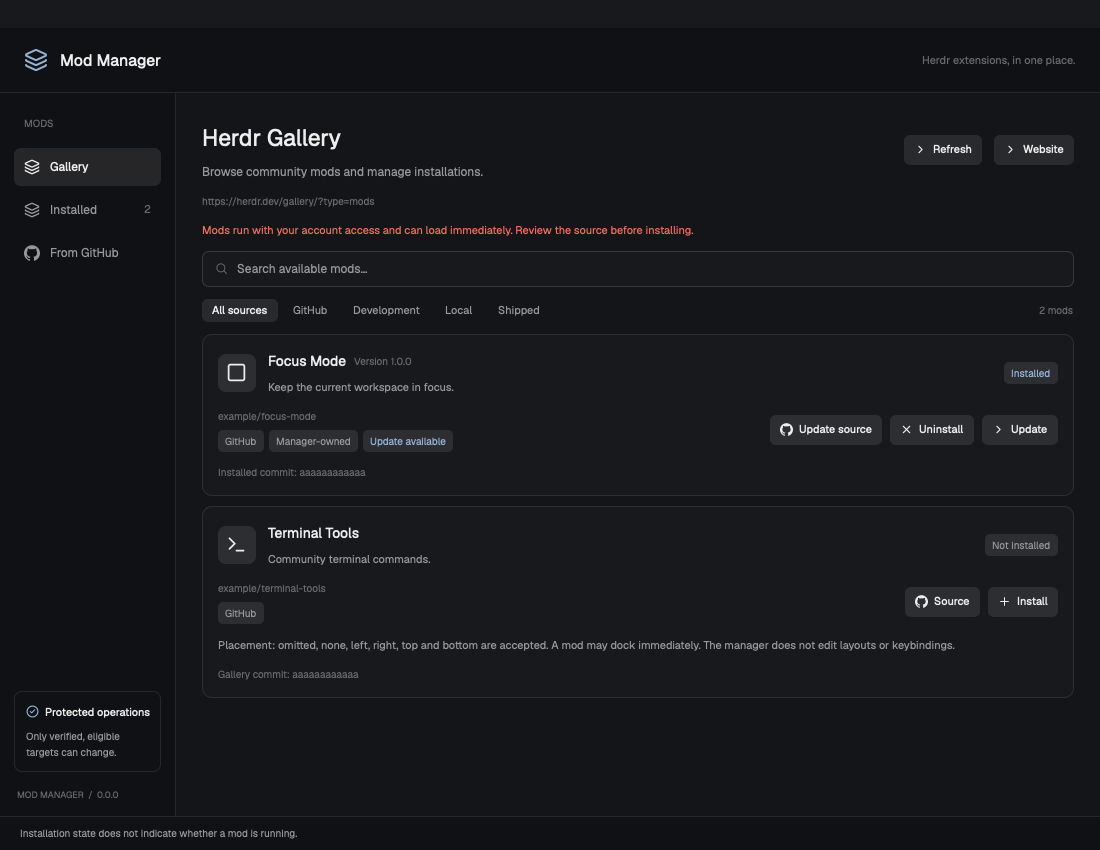 Mod Manager
Herdr extensions, in one place.
MODS
Gallery
Installed 2
From GitHub
Herdr Gallery
Browse community mods and manage installations.
https://herdr.dev/gallery/?type=mods
Refresh
Website
Mods run with your account access and can load immediately. Review the source before installing.
Search available mods...
All sources GitHub Development Local Shipped 2 mods
Focus Mode Version 1.0.0
Keep the current workspace in focus.
Installed
example/focus-mode
GitHub Manager-owned Update available
Update source Uninstall Update
Installed commit: aaaaaaaaaaaa
Terminal Tools
Community terminal commands.
Not installed
example/terminal-tools
GitHub
Source Install
Placement: omitted, none, left, right, top and bottom are accepted. A mod may dock immediately. The manager does not edit layouts or keybindings.
Gallery commit: aaaaaaaaaaaa
Protected operations
Only verified, eligible
targets can change.
MOD MANAGER / 0.0.0
Installation state does not indicate whether a mod is running.